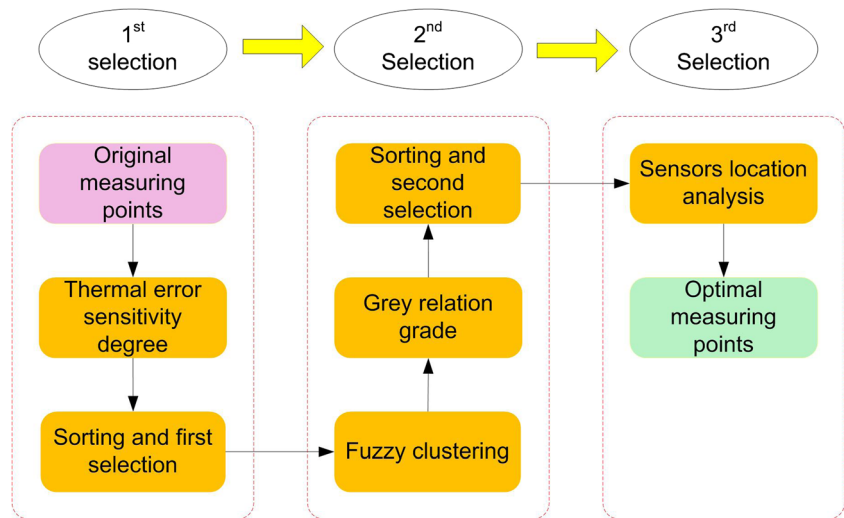 1st
selection
2nd
Selection
3rd
Selection
Original
measuring
points
Thermal error
sensitivity
degree
Sorting and first
selection
Sorting and
second
selection
Grey relation
grade
Fuzzy clustering
Sensors location
analysis
Optimal
measuring
points